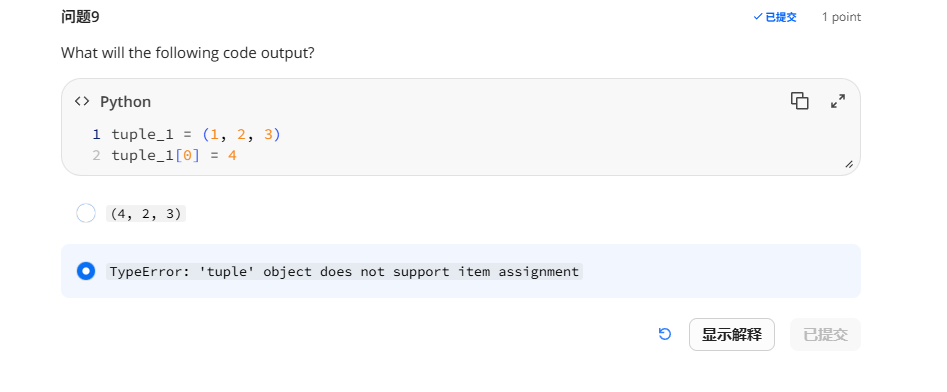 问题9
已提交
1 point
What will the following code output?
<> Python
1 tuple_1 = (1, 2, 3)
2 tuple_1[0] = 4
(4, 2, 3)
TypeError: 'tuple' object does not support item assignment
显示解释
已提交